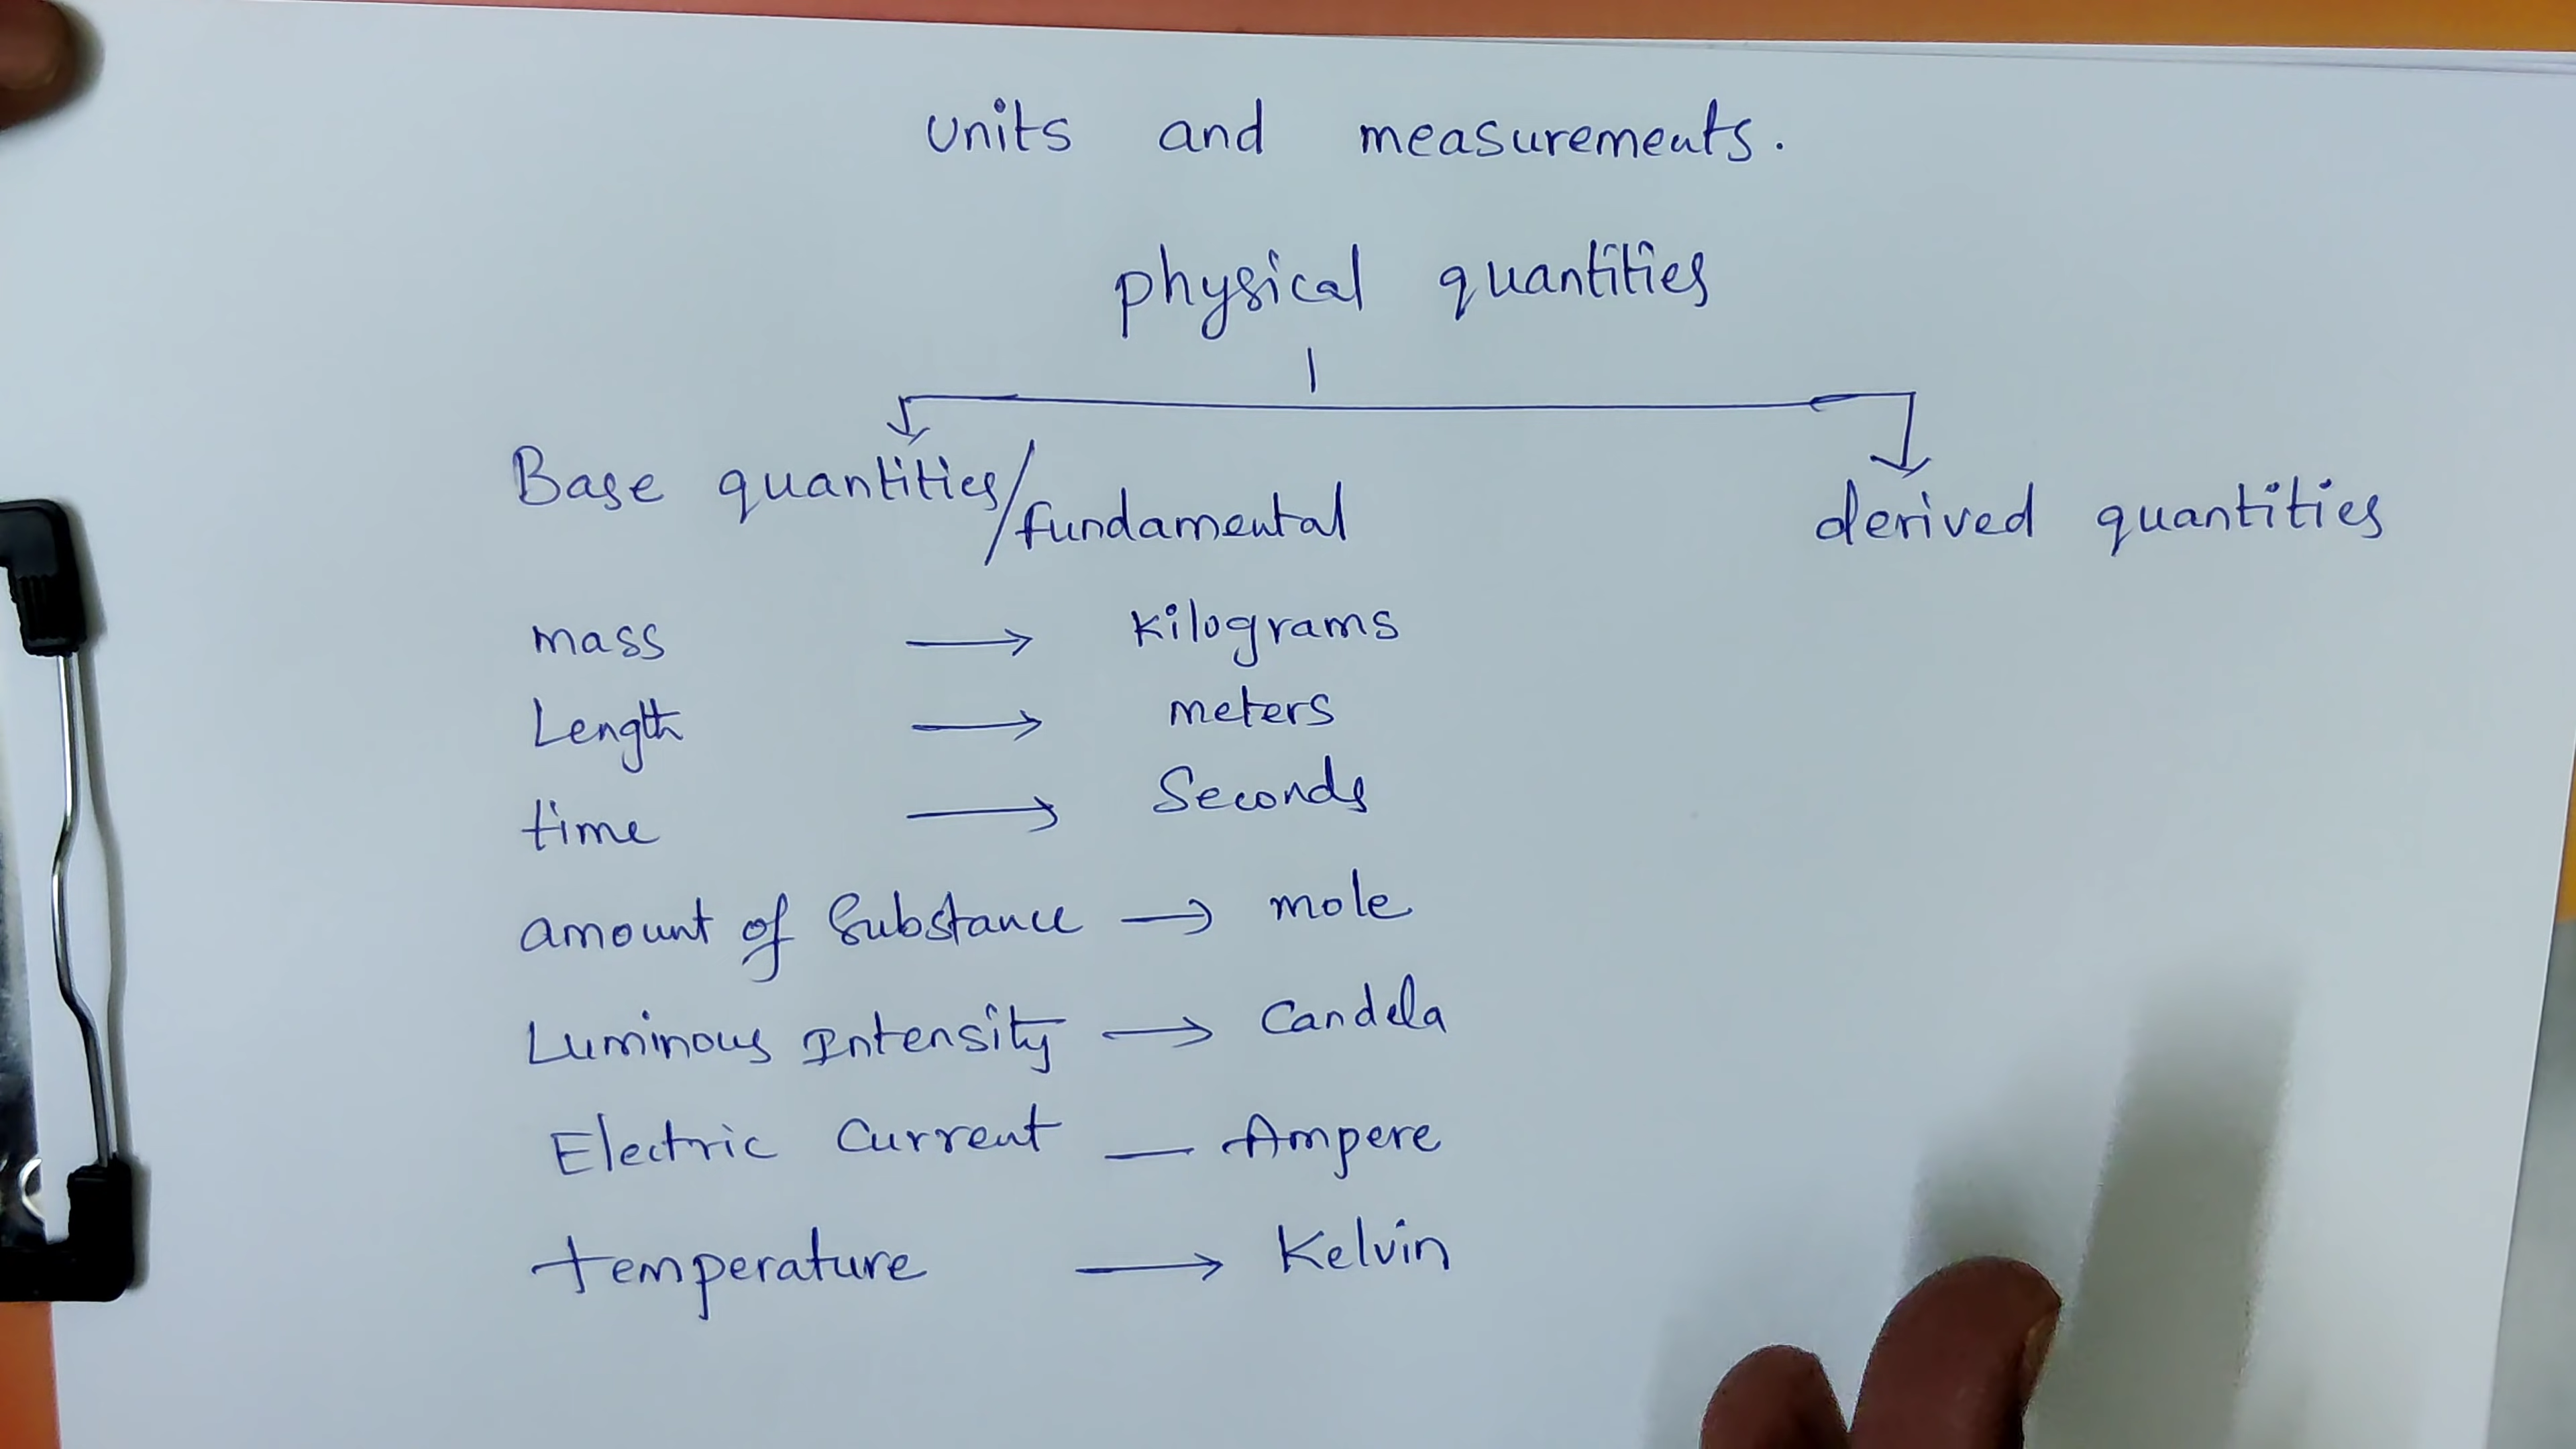 units and measurements.
physical quantities
Base quantities/fundamental
derived quantities
mass → kilograms
Length → meters
time → Seconds
amount of Substance → mole
Luminous Intensity → Candela
Electric Current — Ampere
temperature → Kelvin